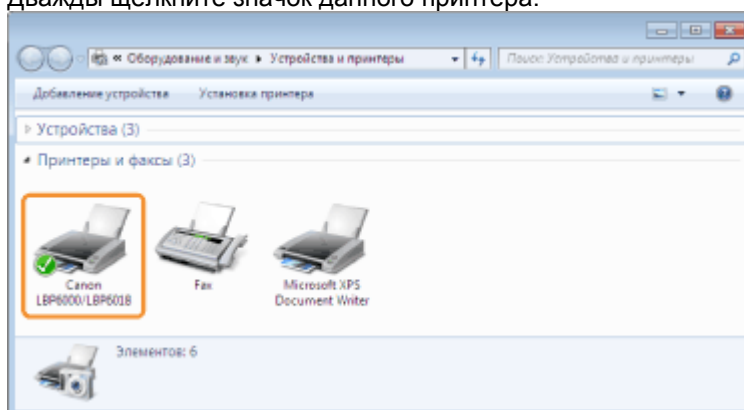 Дважды щелкните значок данного принтера.
« Оборудование и звук ▸ Устройства и принтеры
Поиск: Устройства и принтеры
Добавление устройства Установка принтера
Устройства (3)
Принтеры и факсы (3)
Canon LBP6000/LBP6018
Fax
Microsoft XPS Document Writer
Элементов: 6